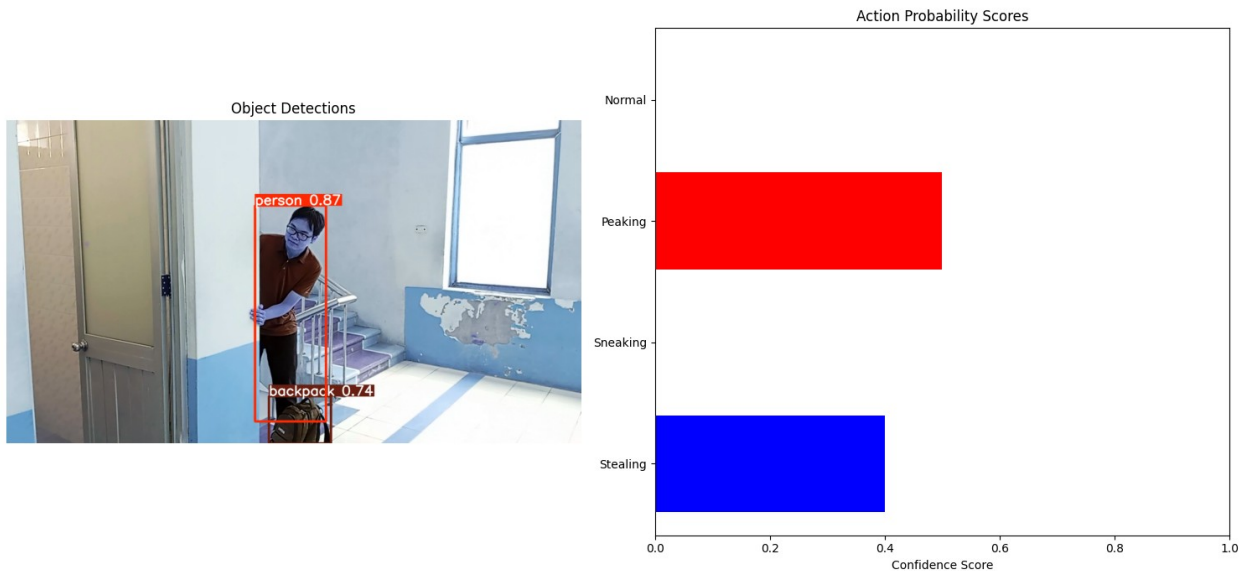 Object Detections
person 0.87
backpack 0.74
Action Probability Scores
Normal
Peaking
Sneaking
Stealing
0.0 0.2 0.4 0.6 0.8 1.0
Confidence Score